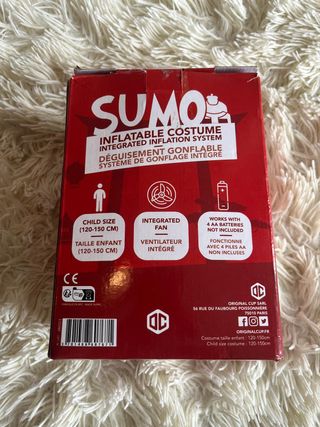 SUMO
INFLATABLE COSTUME
INTEGRATED INFLATION SYSTEM
DÉGUISEMENT GONFLABLE
SYSTÈME DE GONFLAGE INTÉGRÉ
CHILD SIZE
(120-150 CM)
TAILLE ENFANT
(120-150 CM)
INTEGRATED
FAN
VENTILATEUR
INTÉGRÉ
WORKS WITH
4 AA BATTERIES
NOT INCLUDED
FONCTIONNE
AVEC 4 PILES AA
NON INCLUSES
CE
OC
OC
ORIGINAL CUP SARL
56 RUE DU FAUBOURG POISSONNIÈRE
75010 PARIS
ORIGINALCUP.FR
Costume taille enfant : 120-150cm
Child size costume : 120-150cm